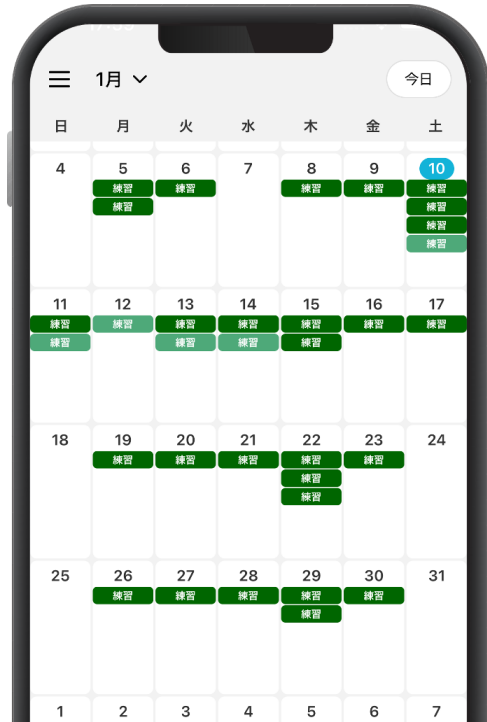 1月 今日
日 月 火 水 木 金 土
4 5 6 7 8 9 10
練習 練習 練習 練習 練習
練習 練習
練習
練習
11 12 13 14 15 16 17
練習 練習 練習 練習 練習 練習 練習
練習 練習 練習 練習
18 19 20 21 22 23 24
練習 練習 練習 練習 練習
練習
練習
25 26 27 28 29 30 31
練習 練習 練習 練習 練習
練習
1 2 3 4 5 6 7